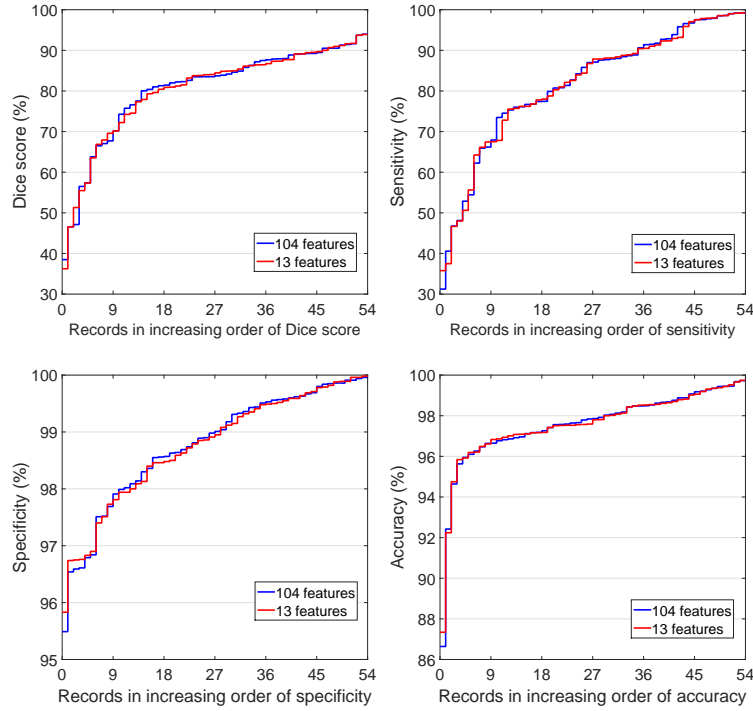 100
90
80
70
60
50
40
30
Dice score (%)
104 features
13 features
0 9 18 27 36 45 54
Records in increasing order of Dice score
100
90
80
70
60
50
40
30
Sensitivity (%)
104 features
13 features
0 9 18 27 36 45 54
Records in increasing order of sensitivity
100
99
98
97
96
95
Specificity (%)
104 features
13 features
0 9 18 27 36 45 54
Records in increasing order of specificity
100
98
96
94
92
90
88
86
Accuracy (%)
104 features
13 features
0 9 18 27 36 45 54
Records in increasing order of accuracy